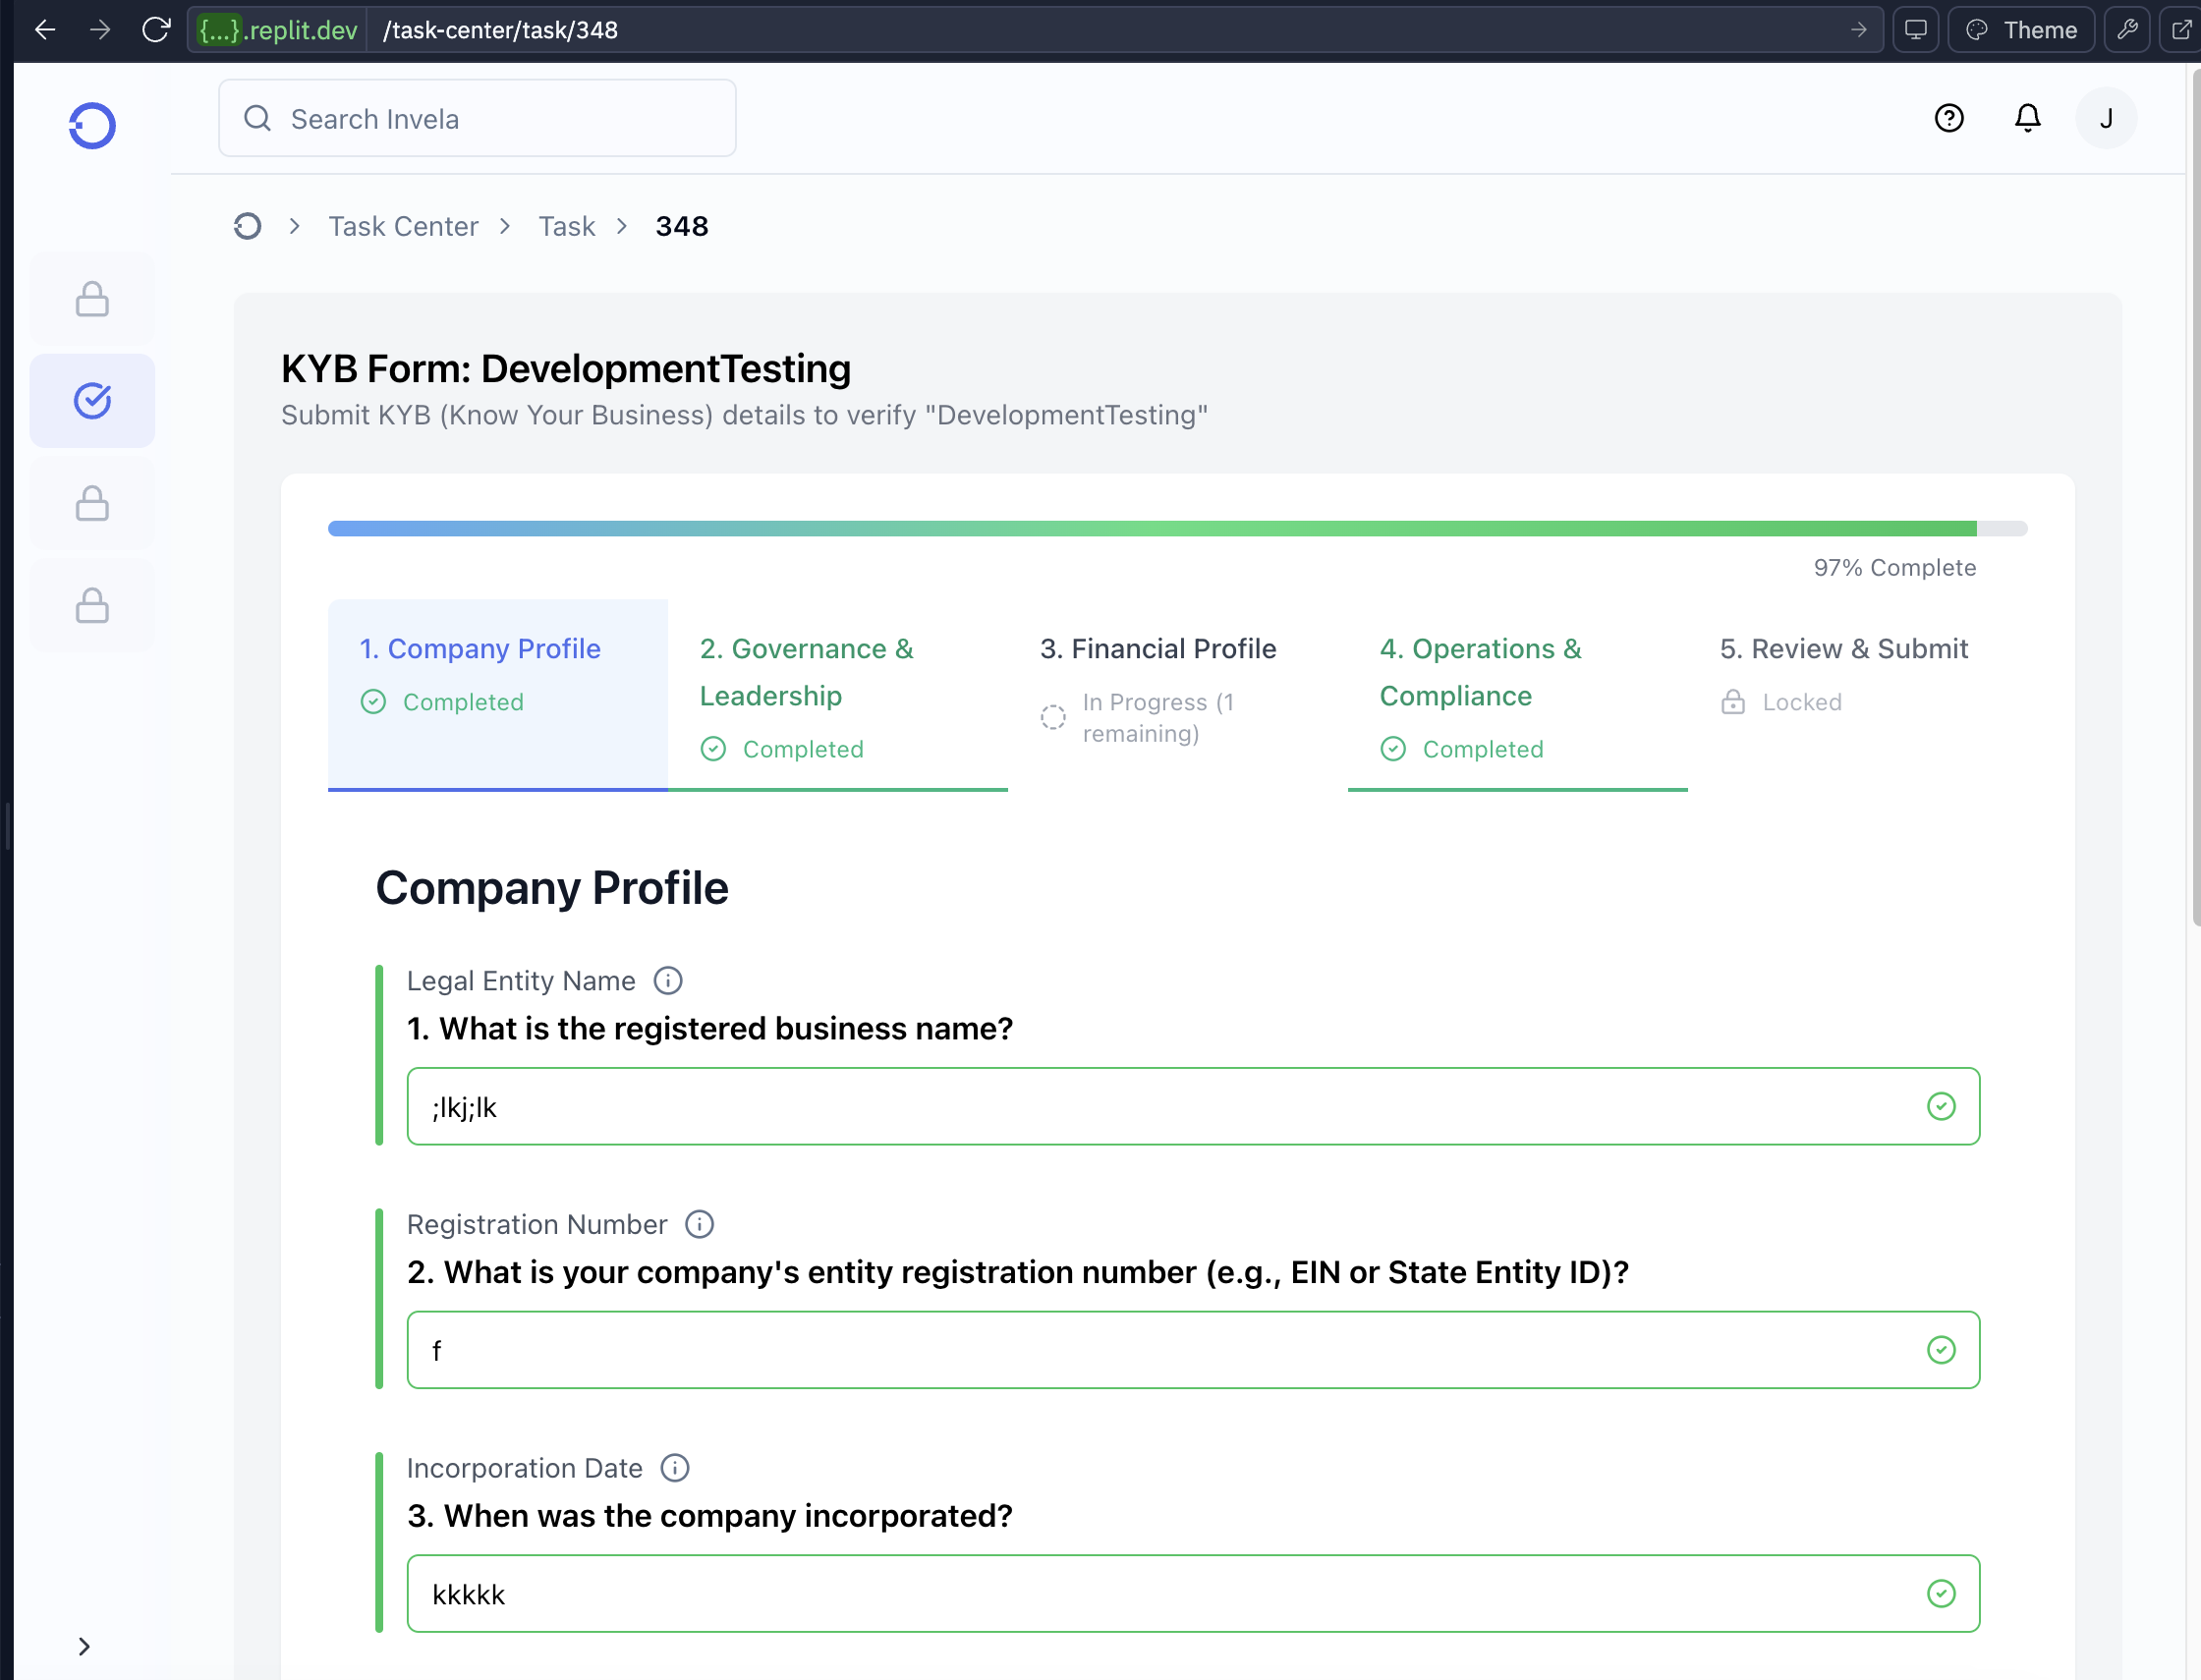 {...}.replit.dev /task-center/task/348 Theme
Search Invela J
Task Center Task 348
KYB Form: DevelopmentTesting
Submit KYB (Know Your Business) details to verify "DevelopmentTesting"
97% Complete
1. Company Profile
Completed
2. Governance &
Leadership
Completed
3. Financial Profile
In Progress (1
remaining)
4. Operations &
Compliance
Completed
5. Review & Submit
Locked
Company Profile
Legal Entity Name
1. What is the registered business name?
;lkj;lk
Registration Number
2. What is your company's entity registration number (e.g., EIN or State Entity ID)?
f
Incorporation Date
3. When was the company incorporated?
kkkkk